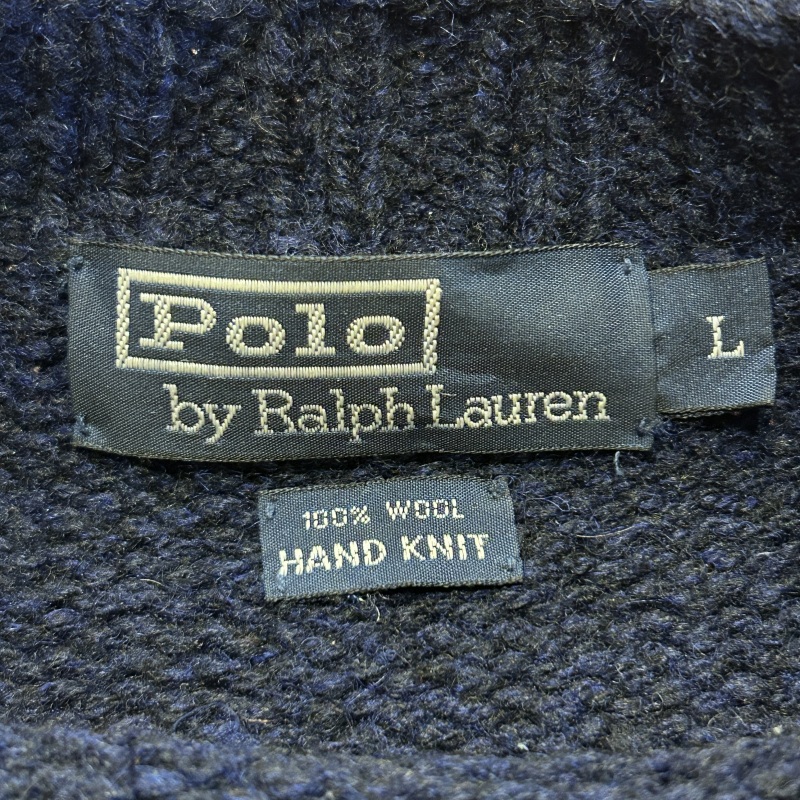 Polo
by Ralph Lauren
L
100% WOOL
HAND KNIT